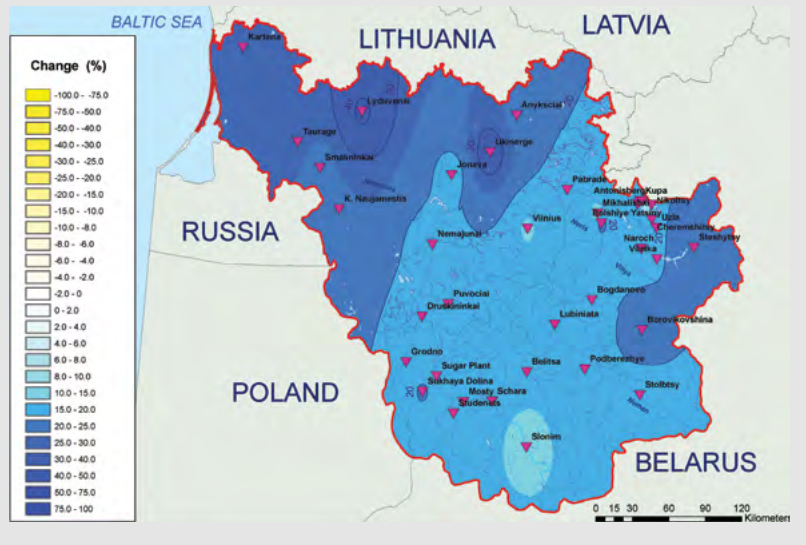 BALTIC SEA
LATVIA
LITHUANIA
RUSSIA
POLAND
BELARUS
Change (%)
-100.0 - -75.0
-75.0 - -50.0
-50.0 - -40.0
-40.0 - -30.0
-30.0 - -25.0
-25.0 - -20.0
-20.0 - -15.0
-15.0 - -10.0
-10.0 - -8.0
-8.0 - -6.0
-6.0 - -4.0
-4.0 - -2.0
-2.0 - 0
0 - 2.0
2.0 - 4.0
4.0 - 6.0
6.0 - 8.0
8.0 - 10.0
10.0 - 15.0
15.0 - 20.0
20.0 - 25.0
25.0 - 30.0
30.0 - 40.0
40.0 - 50.0
50.0 - 75.0
75.0 - 100
Kartena
Lyduvenai
Anyksciai
Taurage
Ukmerge
Smalininkai
Joneva
Pabrade
K. Naujamestis
Antonisberg
Kupa
Mikhalishki
Nikoltsy
Bolshiye Yatsiny
Uzla
Cheremshitsy
Vilnius
Neris
20
20
Nemajunai
Naroch
Steshytsy
Vileika
Viliya
Puvociai
Bogdanovo
Druskininkai
Lubiniata
Borovikovshina
Grodno
Sugar Plant
Belitsa
Podberezhye
Sukhaya Dolina
20
Mosty
Schara
Stolbtsy
Studenets
Neman
Slonim
0 15 30 60 90 120
Kilometers